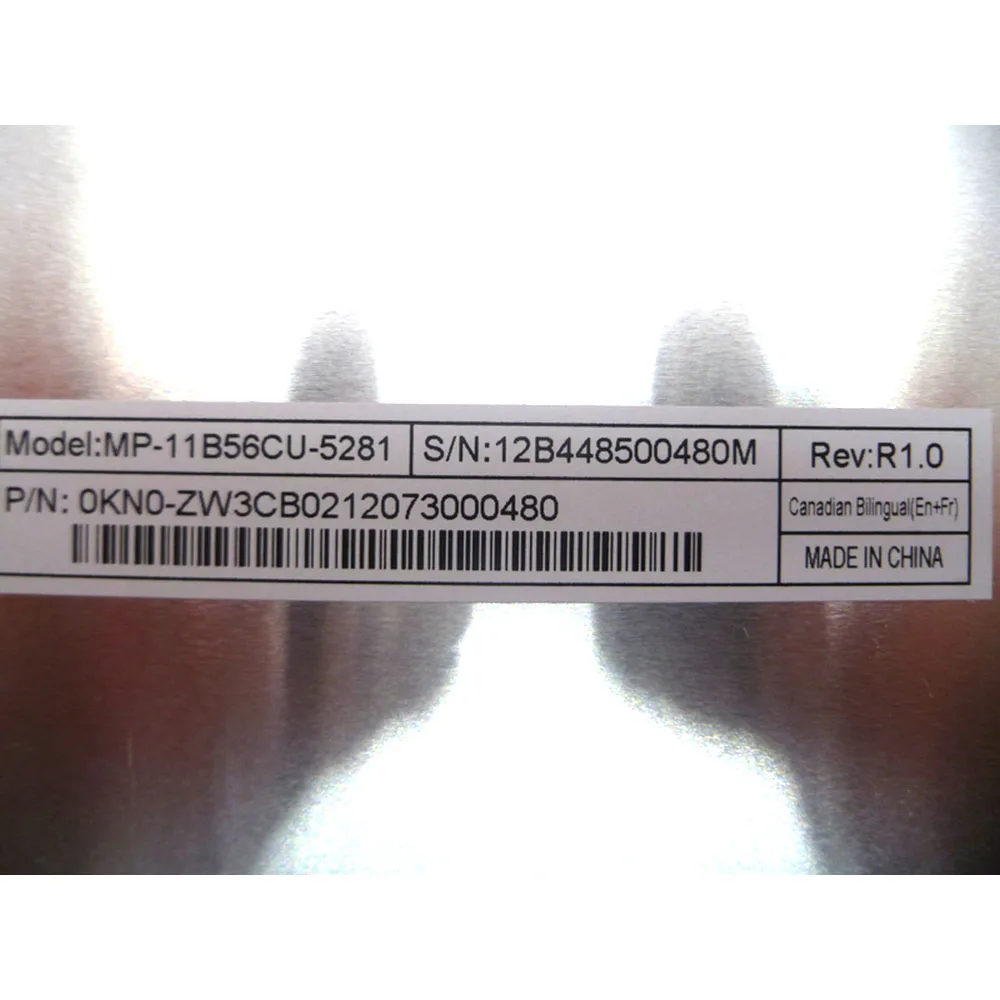 Model:MP-11B56CU-5281
S/N:12B448500480M
Rev:R1.0
P/N: 0KN0-ZW3CB0212073000480
Canadian Bilingual(En+Fr)
MADE IN CHINA